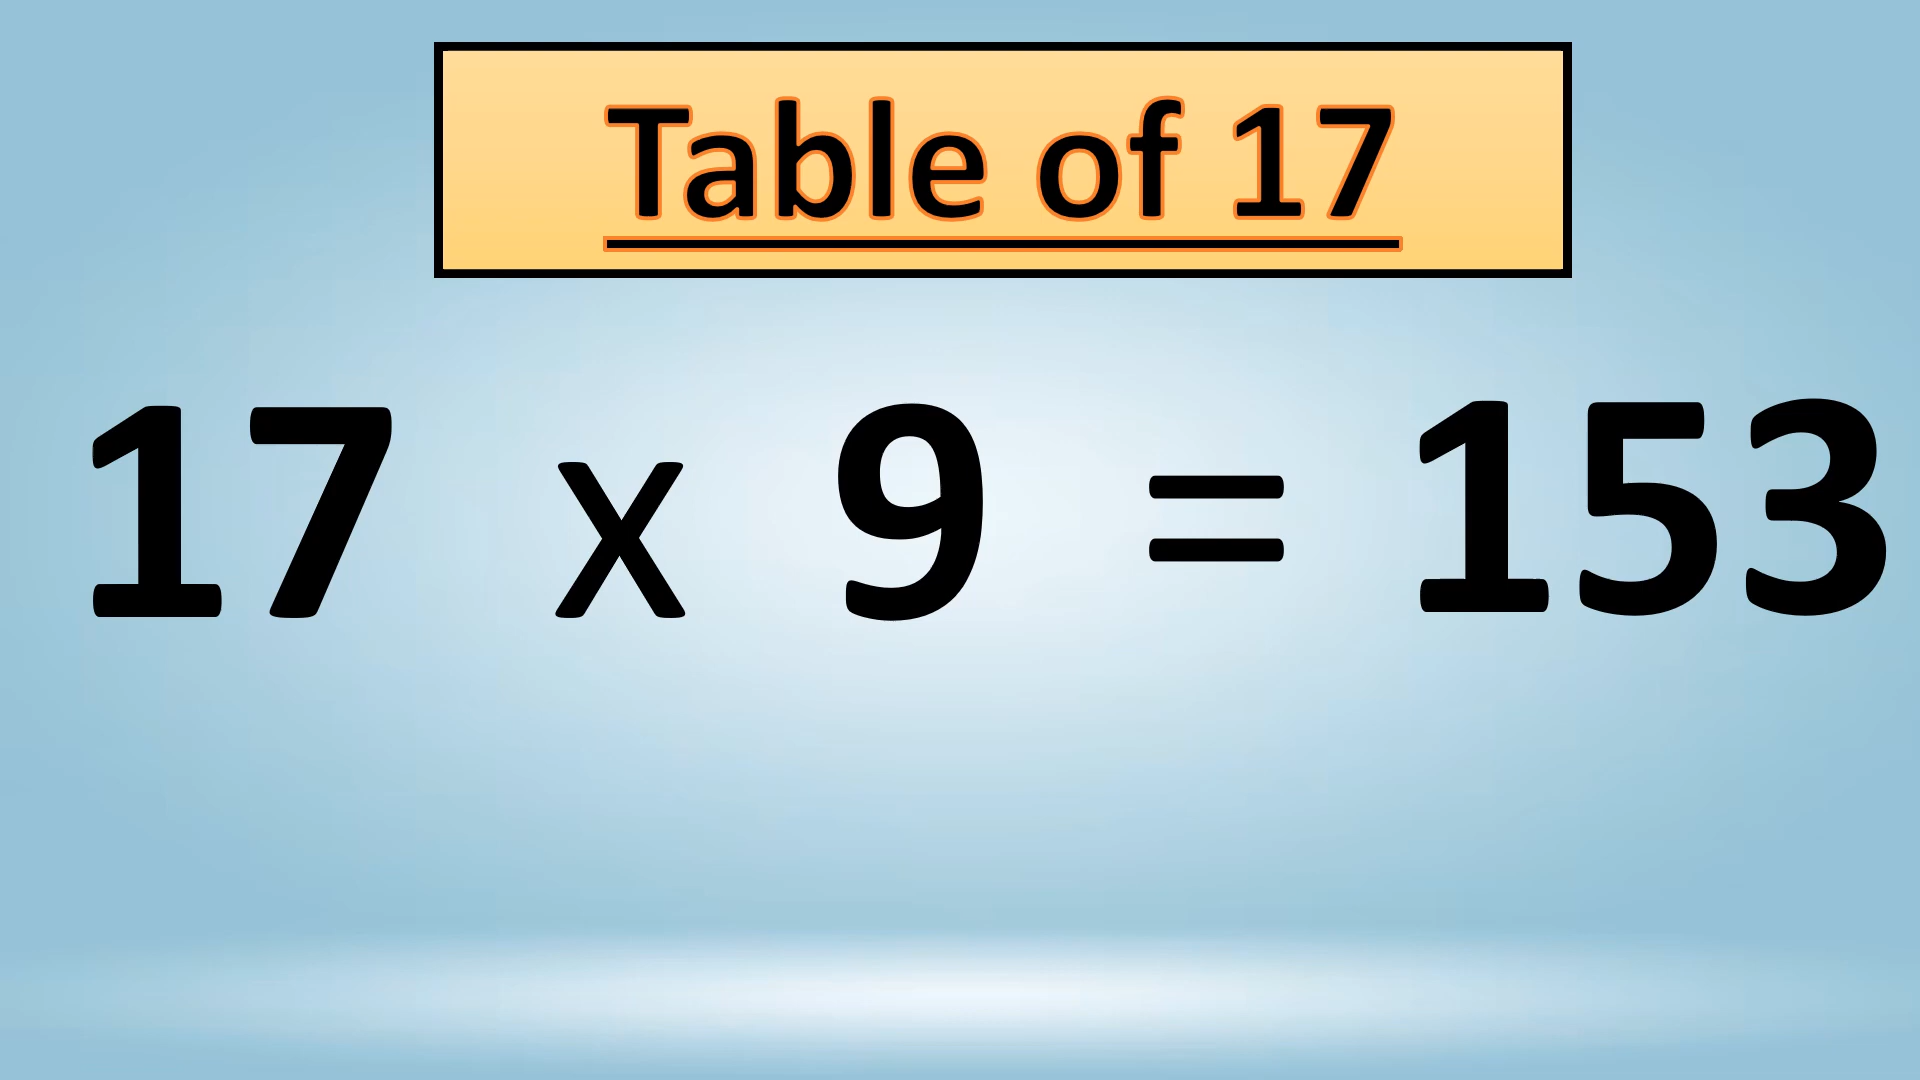 Table of 17
17 x 9 = 153